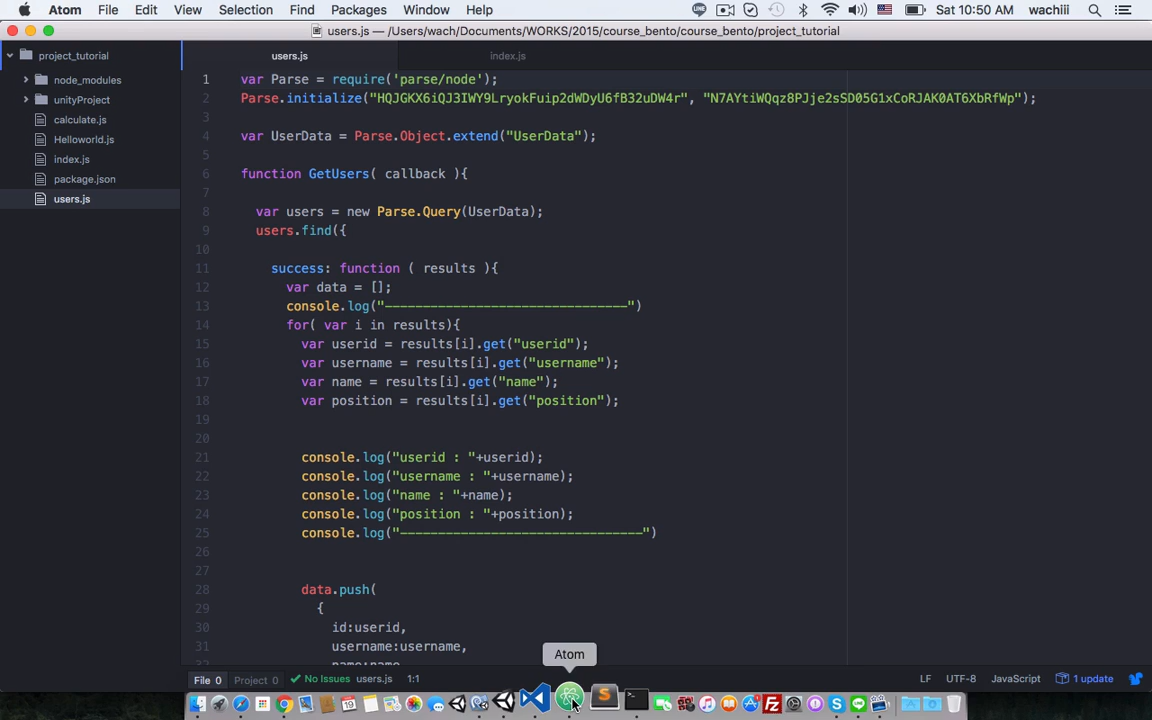 Atom File Edit View Selection Find Packages Window Help Sat 10:50 AM wachiii
users.js — /Users/wach/Documents/WORKS/2015/course_bento/course_bento/project_tutorial
project_tutorial
node_modules
unityProject
calculate.js
Helloworld.js
index.js
package.json
users.js
users.js index.js
1 var Parse = require('parse/node');
2 Parse.initialize("HQJGKX6iQJ3IWY9LryokFuip2dWDyU6fB32uDW4r", "N7AYtiWQqz8PJje2sSD05G1xCoRJAK0AT6XbRfWp");
3
4 var UserData = Parse.Object.extend("UserData");
5
6 function GetUsers( callback ){
7
8 var users = new Parse.Query(UserData);
9 users.find({
10
11 success: function ( results ){
12 var data = [];
13 console.log("--------------------------------")
14 for( var i in results){
15 var userid = results[i].get("userid");
16 var username = results[i].get("username");
17 var name = results[i].get("name");
18 var position = results[i].get("position");
19
20
21 console.log("userid : "+userid);
22 console.log("username : "+username);
23 console.log("name : "+name);
24 console.log("position : "+position);
25 console.log("--------------------------------")
26
27
28 data.push(
29 {
30 id:userid,
31 username:username,
32 name:name
Atom
File 0 Project 0 No Issues users.js 1:1 LF UTF-8 JavaScript 1 update